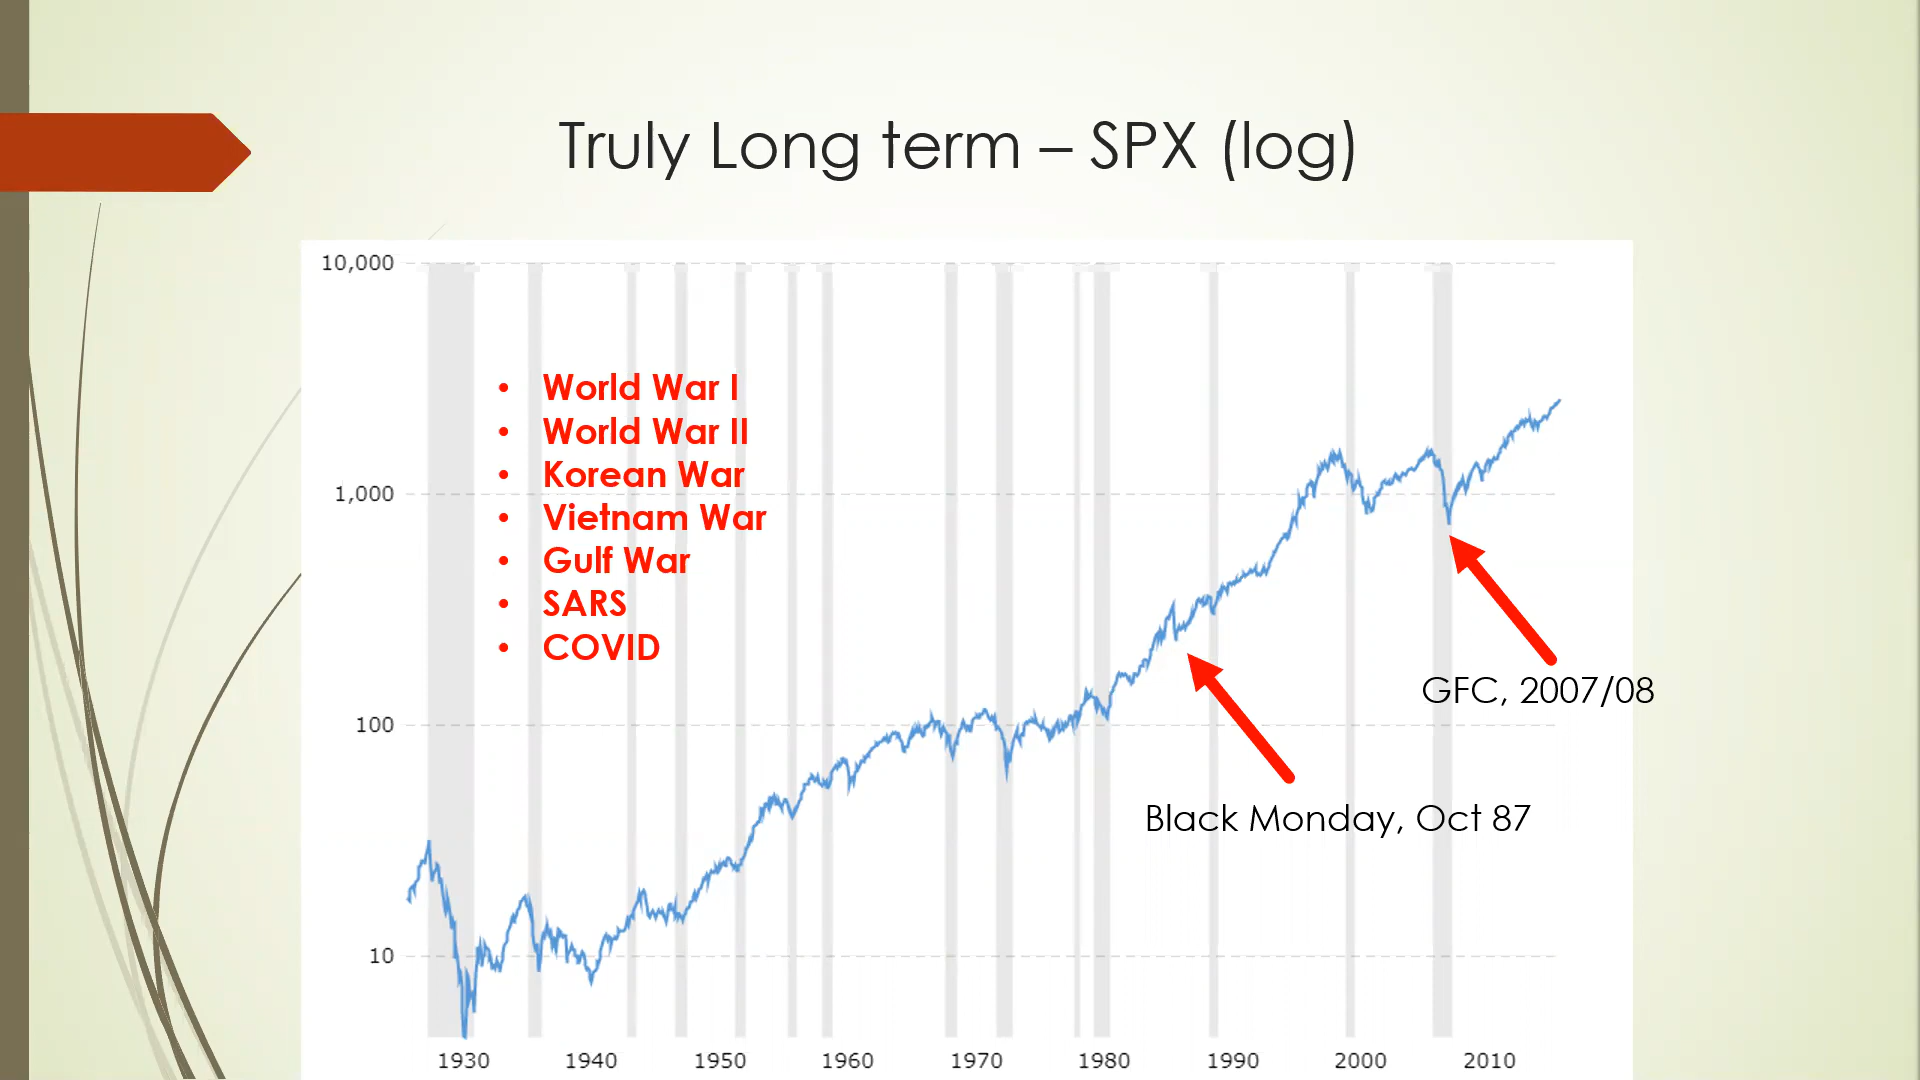 Truly Long term – SPX (log)
10,000
• World War I
• World War II
• Korean War
1,000
• Vietnam War
• Gulf War
• SARS
• COVID
GFC, 2007/08
100
Black Monday, Oct 87
10
1930 1940 1950 1960 1970 1980 1990 2000 2010